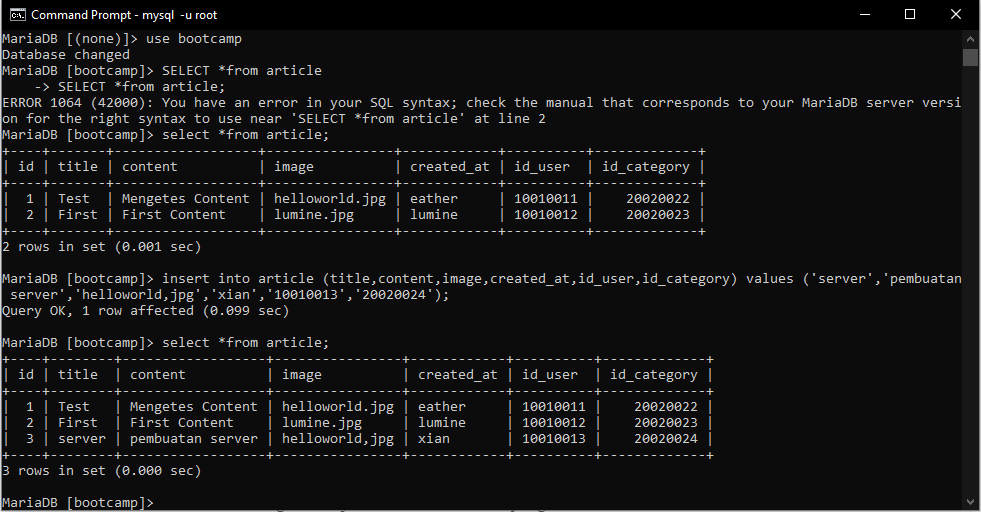 Command Prompt - mysql  -u root
MariaDB [(none)]> use bootcamp
Database changed
MariaDB [bootcamp]> SELECT *from article
    -> SELECT *from article;
ERROR 1064 (42000): You have an error in your SQL syntax; check the manual that corresponds to your MariaDB server versi
on for the right syntax to use near 'SELECT *from article' at line 2
MariaDB [bootcamp]> select *from article;
+----+-------+------------------+----------------+------------+----------+-------------+
| id | title | content          | image          | created_at | id_user  | id_category |
+----+-------+------------------+----------------+------------+----------+-------------+
|  1 | Test  | Mengetes Content | helloworld.jpg | eather     | 10010011 |    20020022 |
|  2 | First | First Content    | lumine.jpg     | lumine     | 10010012 |    20020023 |
+----+-------+------------------+----------------+------------+----------+-------------+
2 rows in set (0.001 sec)

MariaDB [bootcamp]> insert into article (title,content,image,created_at,id_user,id_category) values ('server','pembuatan
 server','helloworld,jpg','xian','10010013','20020024');
Query OK, 1 row affected (0.099 sec)

MariaDB [bootcamp]> select *from article;
+----+--------+------------------+----------------+------------+----------+-------------+
| id | title  | content          | image          | created_at | id_user  | id_category |
+----+--------+------------------+----------------+------------+----------+-------------+
|  1 | Test   | Mengetes Content | helloworld.jpg | eather     | 10010011 |    20020022 |
|  2 | First  | First Content    | lumine.jpg     | lumine     | 10010012 |    20020023 |
|  3 | server | pembuatan server | helloworld,jpg | xian       | 10010013 |    20020024 |
+----+--------+------------------+----------------+------------+----------+-------------+
3 rows in set (0.000 sec)

MariaDB [bootcamp]>